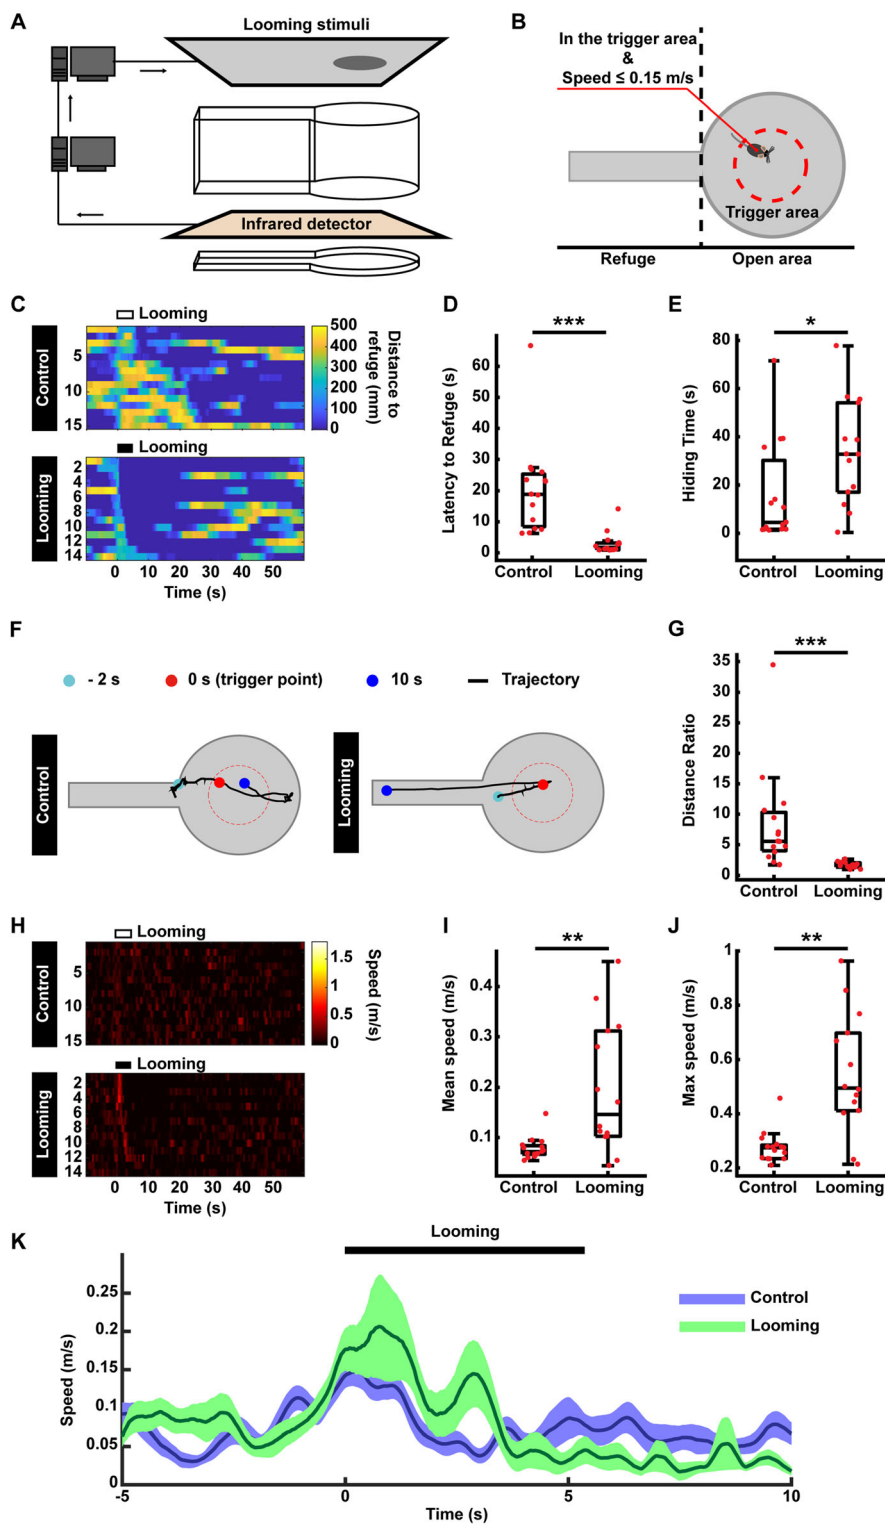 A
Looming stimuli
Infrared detector
B
In the trigger area
&
Speed ≤ 0.15 m/s
Trigger area
Refuge
Open area
C
Looming
Control
5
10
15
500
400
300
200
100
0
Distance to
refuge (mm)
Looming
Looming
2
4
6
8
10
12
14
0 10 20 30 40 50
Time (s)
D
***
Latency to Refuge (s)
60
50
40
30
20
10
0
Control Looming
E
*
Hiding Time (s)
80
60
40
20
0
Control Looming
F
- 2 s
0 s (trigger point)
10 s
Trajectory
Control
Looming
G
***
Distance Ratio
35
30
25
20
15
10
5
0
Control Looming
H
Looming
Control
5
10
15
1.5
1
0.5
0
Speed (m/s)
Looming
Looming
2
4
6
8
10
12
14
0 10 20 30 40 50
Time (s)
I
**
Mean speed (m/s)
0.4
0.3
0.2
0.1
Control Looming
J
**
Max speed (m/s)
1
0.8
0.6
0.4
0.2
Control Looming
K
Looming
Speed (m/s)
0.25
0.2
0.15
0.1
0.05
0
-5 0 5 10
Time (s)
Control
Looming